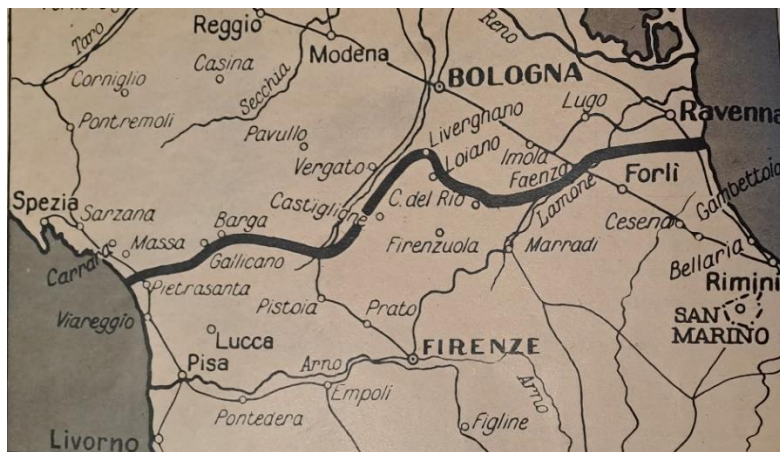 Taro
Reggio
Modena
Reno
Corniglio
Casina
Secchia
BOLOGNA
Lugo
Ravenna
Pontremoli
Pavullo
Liverghano
Vergato
Loiano
Imola
Faenza
Lamone
Forlì
Spezia
Sarzana
Barga
Castiglione
C. del Rio
Gambettola
Massa
Carrara
Gallicano
Firenzuola
Marradi
Cesena
Bellaria
Rimini
Pietrasanta
Viareggio
Pistoia
Prato
SAN
MARINO
Lucca
FIRENZE
Pisa
Arno
Empoli
Arno
Pontedera
Figline
Livorno